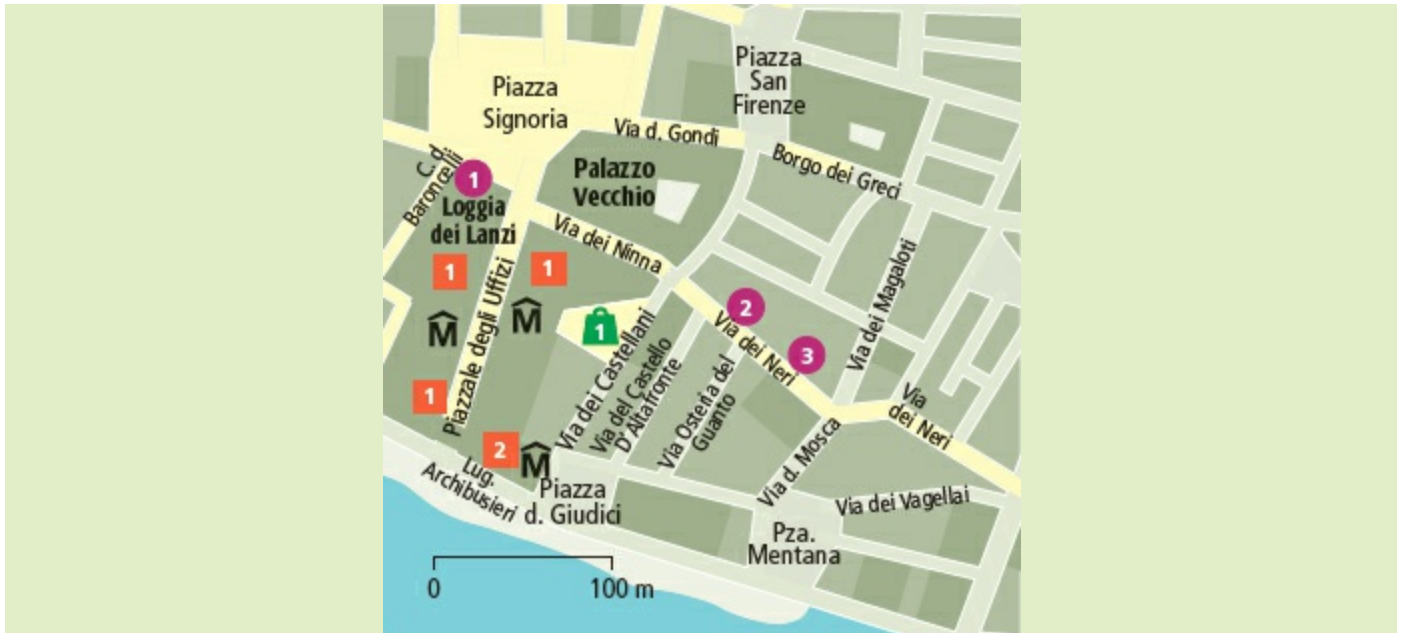 Piazza
San
Firenze
Piazza
Signoria
Via d. Gondi
Borgo dei Greci
C. d.
Baroncelli
1
Loggia
dei Lanzi
Palazzo
Vecchio
Via dei Ninna
1
1
M
M
Piazzale degli Uffizi
1
1
2
M
Via dei Castellani
Via del Castello
D'Altafronte
Via Osteria del
Guanto
2
Via dei Neri
3
Via dei Magaloti
Via
dei Neri
Via d. Mosca
Via dei Vagellai
Lug.
Archibusieri
Piazza
d. Giudici
Pza.
Mentana
0
100 m